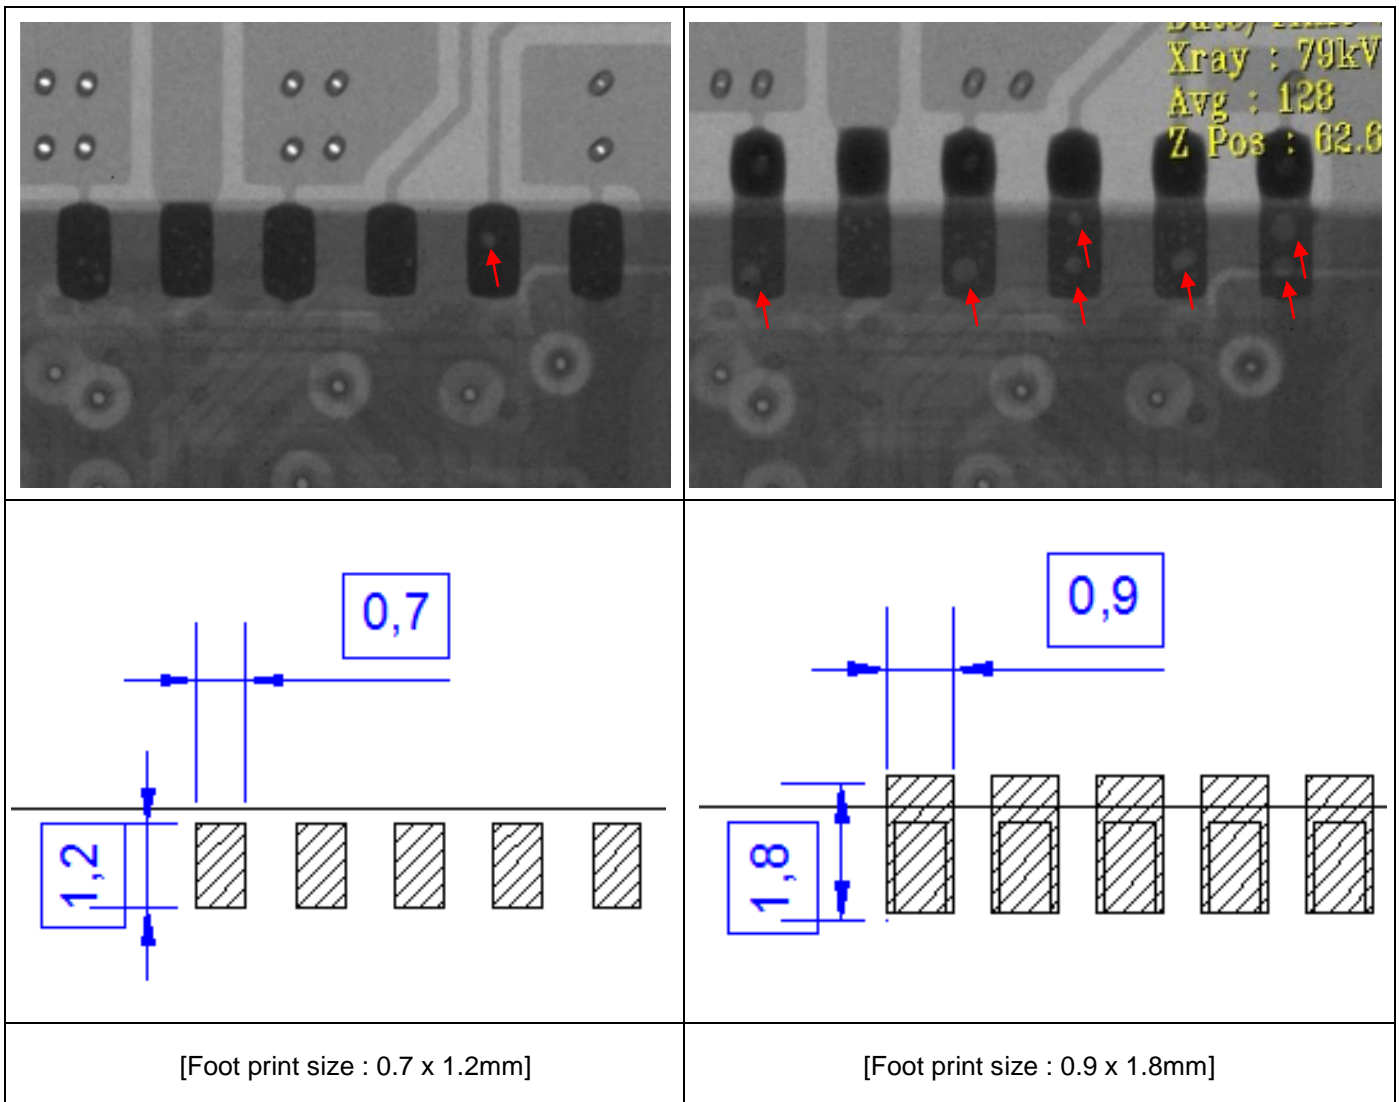 Xray : 79kV
Avg : 128
Z Pos : 62.6
0,7
1,2
0,9
1,8
[Foot print size : 0.7 x 1.2mm]
[Foot print size : 0.9 x 1.8mm]